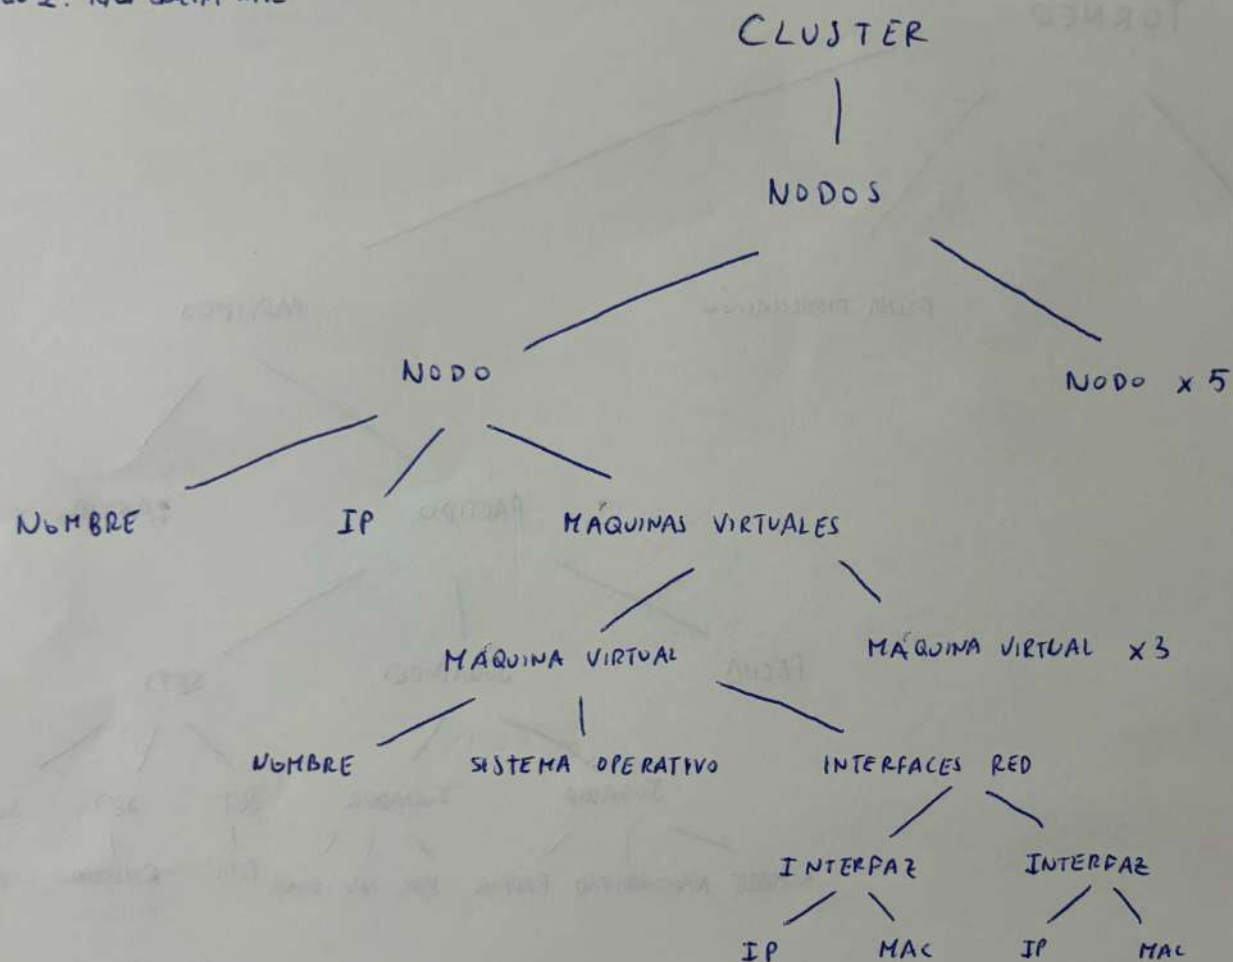 CLUSTER
NODOS
NODO
NODO x 5
NOMBRE IP MÁQUINAS VIRTUALES
MÁQUINA VIRTUAL
MÁQUINA VIRTUAL x3
NOMBRE SISTEMA OPERATIVO INTERFACES RED
INTERFAZ INTERFAZ
IP MAC IP MAC